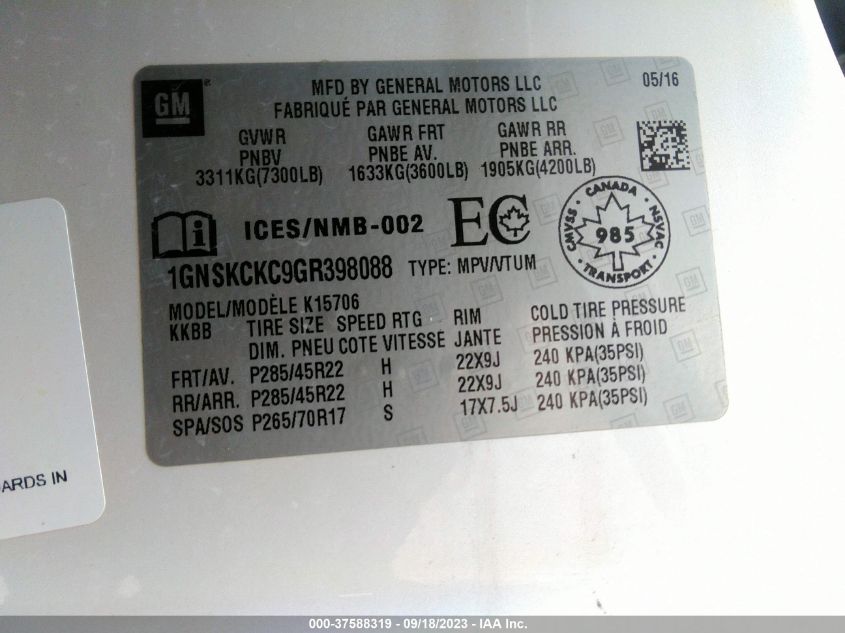 GM
MFD BY GENERAL MOTORS LLC
FABRIQUÉ PAR GENERAL MOTORS LLC
05/16
GVWR GAWR FRT GAWR RR
PNBV PNBE AV. PNBE ARR.
3311KG(7300LB) 1633KG(3600LB) 1905KG(4200LB)
i ICES/NMB-002 EC
CANADA
CMVSS 985 NSVAC
TRANSPORT
1GNSKCKC9GR398088 TYPE: MPV/VTUM
MODEL/MODÈLE K15706
KKBB TIRE SIZE SPEED RTG RIM COLD TIRE PRESSURE
DIM. PNEU COTE VITESSE JANTE PRESSION À FROID
FRT/AV. P285/45R22 H 22X9J 240 KPA(35PSI)
RR/ARR. P285/45R22 H 22X9J 240 KPA(35PSI)
SPA/SOS P265/70R17 S 17X7.5J 240 KPA(35PSI)
ARDS IN
000-37588319 - 09/18/2023 - IAA Inc.